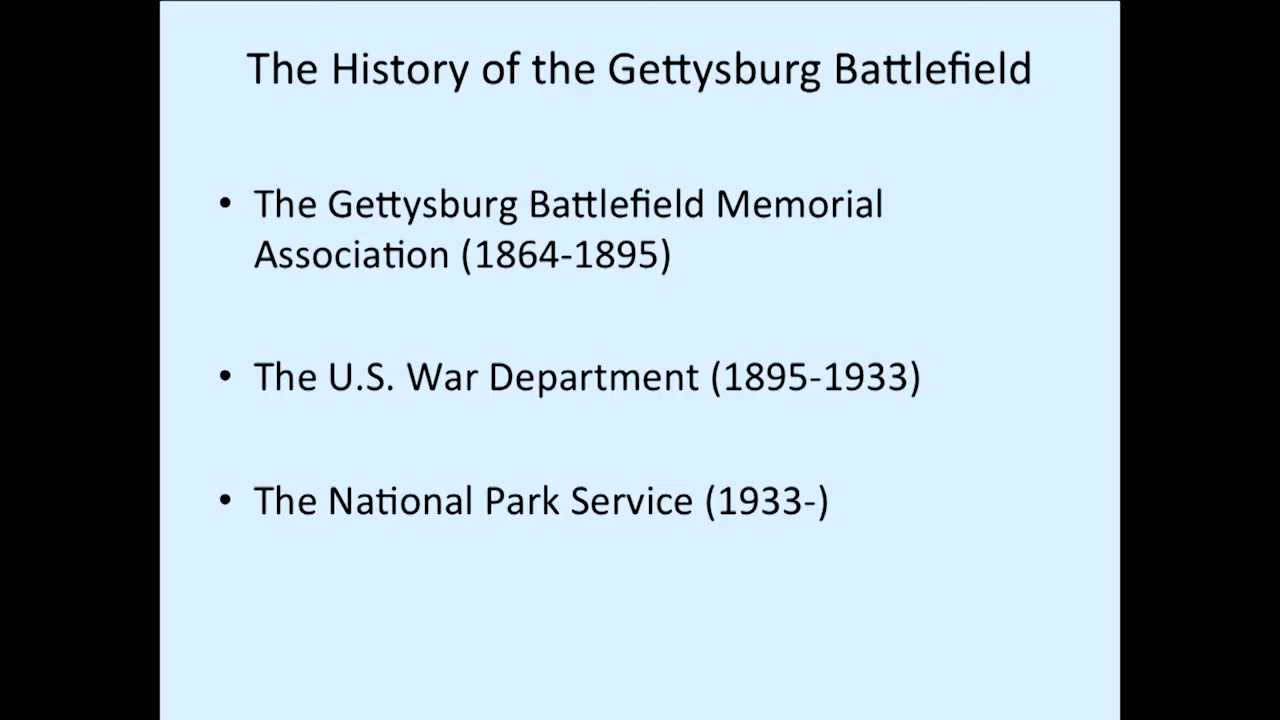 The History of the Gettysburg Battlefield
• The Gettysburg Battlefield Memorial
Association (1864-1895)
• The U.S. War Department (1895-1933)
• The National Park Service (1933-)